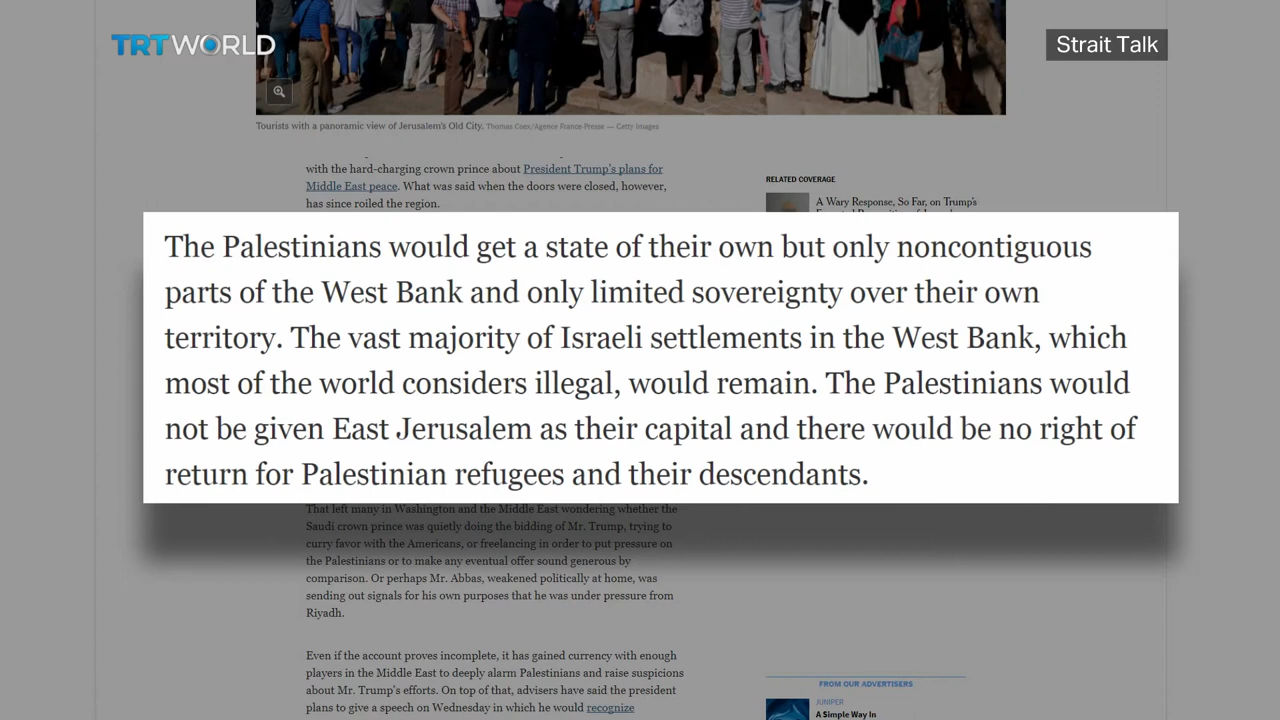 TRT WORLD
Strait Talk
Tourists with a panoramic view of Jerusalem's Old City. Thomas Coex/Agence France-Presse — Getty Images
with the hard-charging crown prince about President Trump's plans for
Middle East peace. What was said when the doors were closed, however,
has since roiled the region.
RELATED COVERAGE
A Wary Response, So Far, on Trump's
The Palestinians would get a state of their own but only noncontiguous
parts of the West Bank and only limited sovereignty over their own
territory. The vast majority of Israeli settlements in the West Bank, which
most of the world considers illegal, would remain. The Palestinians would
not be given East Jerusalem as their capital and there would be no right of
return for Palestinian refugees and their descendants.
That left many in Washington and the Middle East wondering whether the
Saudi crown prince was quietly doing the bidding of Mr. Trump, trying to
curry favor with the Americans, or freelancing in order to put pressure on
the Palestinians or to make any eventual offer sound generous by
comparison. Or perhaps Mr. Abbas, weakened politically at home, was
sending out signals for his own purposes that he was under pressure from
Riyadh.
Even if the account proves incomplete, it has gained currency with enough
players in the Middle East to deeply alarm Palestinians and raise suspicions
about Mr. Trump's efforts. On top of that, advisers have said the president
plans to give a speech on Wednesday in which he would recognize
FROM OUR ADVERTISERS
JUNIPER
A Simple Way In